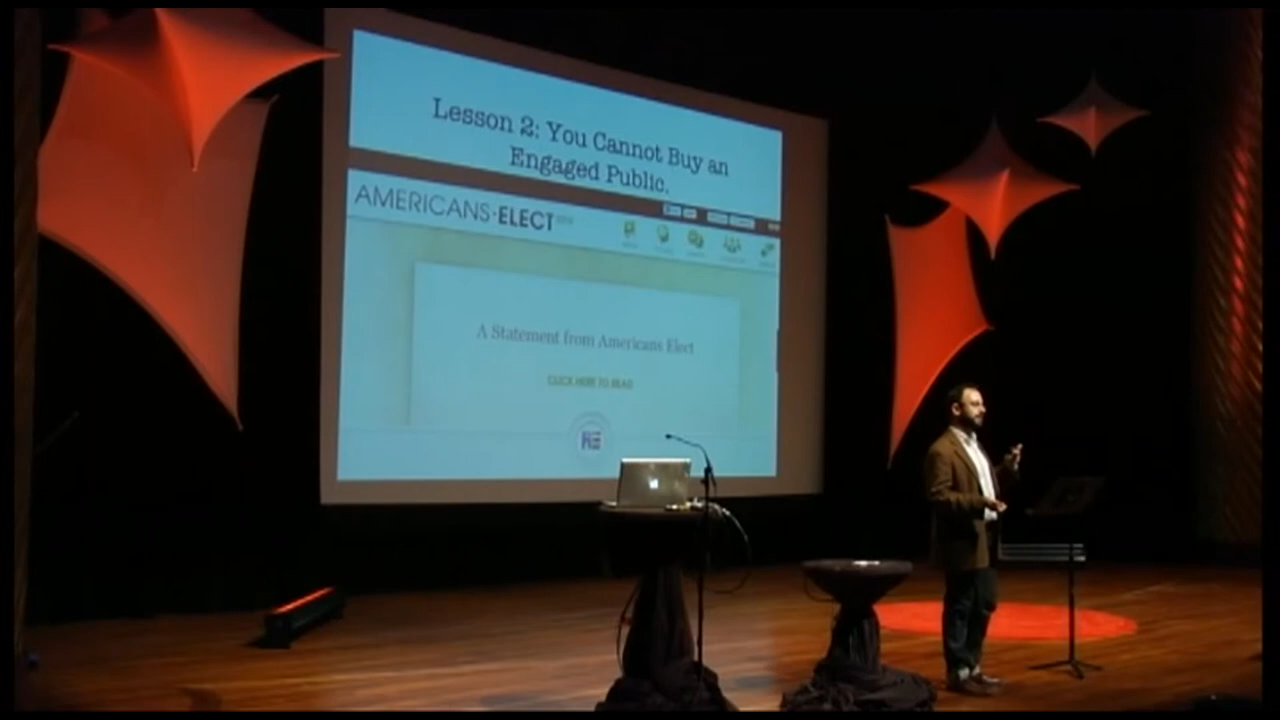 Lesson 2: You Cannot Buy an
Engaged Public.
AMERICANS·ELECT
A Statement from Americans Elect
CLICK HERE TO READ